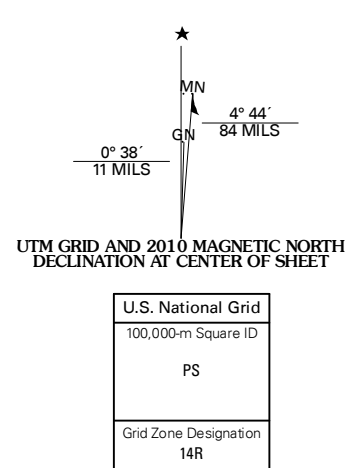 ★
MN
GN
4° 44´
84 MILS
0° 38´
11 MILS
UTM GRID AND 2010 MAGNETIC NORTH
DECLINATION AT CENTER OF SHEET
U.S. National Grid
100,000-m Square ID
PS
Grid Zone Designation
14R